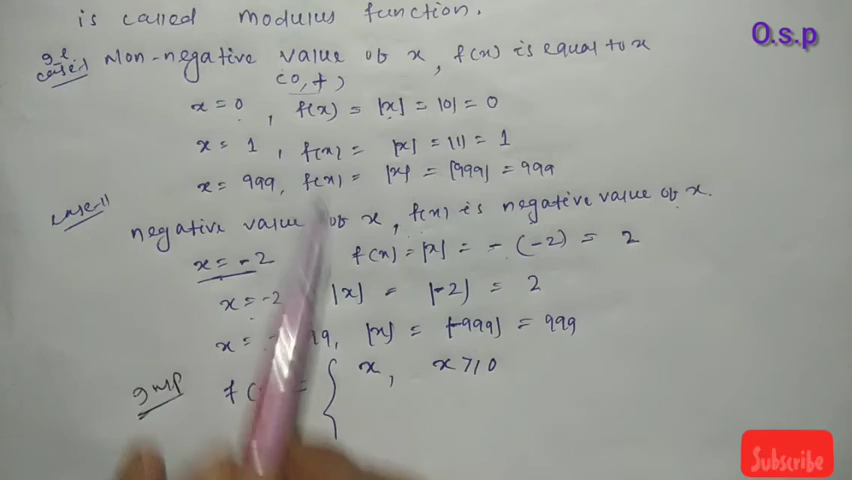 is called modulus function.
O.s.p
i.e
case-I Non-negative value of x, f(x) is equal to x
(0,+)
x = 0, f(x) = |x| = |0| = 0
x = 1, f(x) = |x| = |1| = 1
x = 999, f(x) = |x| = |999| = 999
case-II
negative value of x, f(x) is negative value of x.
x = -2 f(x) = |x| = -(-2) = 2
x = -2 |x| = |-2| = 2
x = 99, |x| = |-999| = 999
Imp f( = { x, x ≥ 0
Subscribe